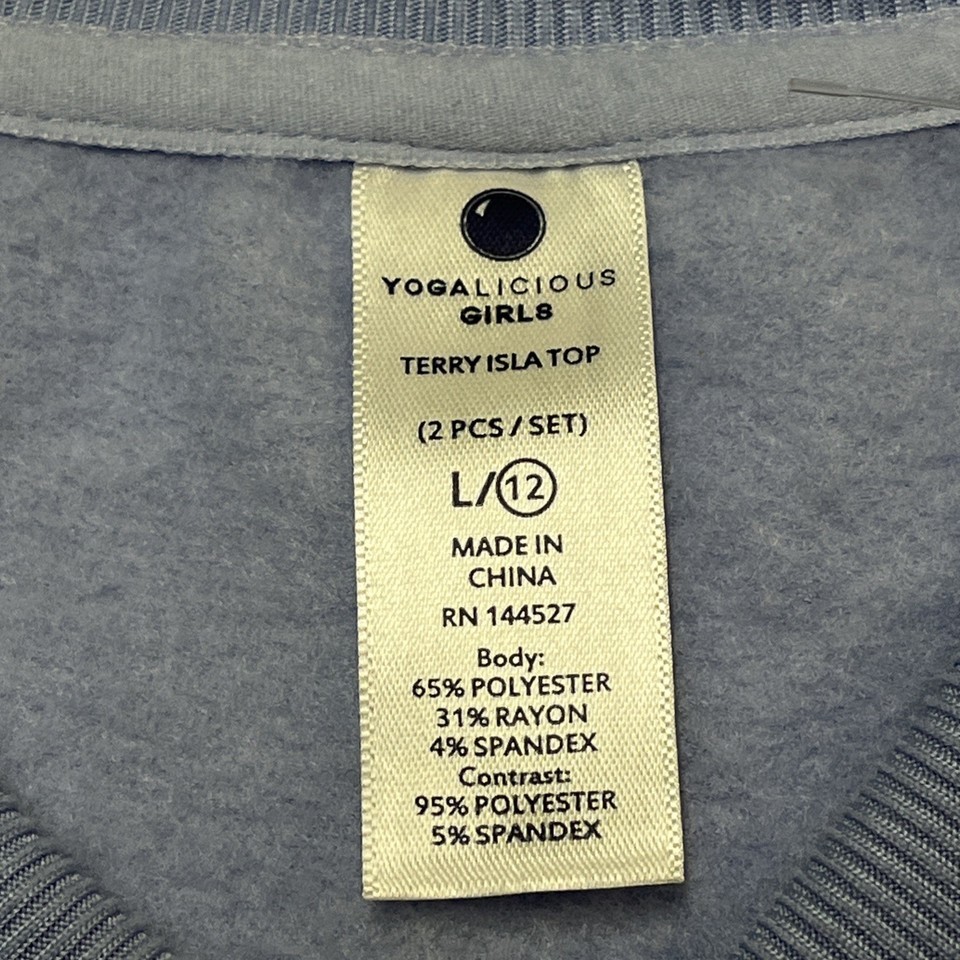 YOGALICIOUS
GIRLS
TERRY ISLA TOP
(2 PCS / SET)
L/12
MADE IN
CHINA
RN 144527
Body:
65% POLYESTER
31% RAYON
4% SPANDEX
Contrast:
95% POLYESTER
5% SPANDEX